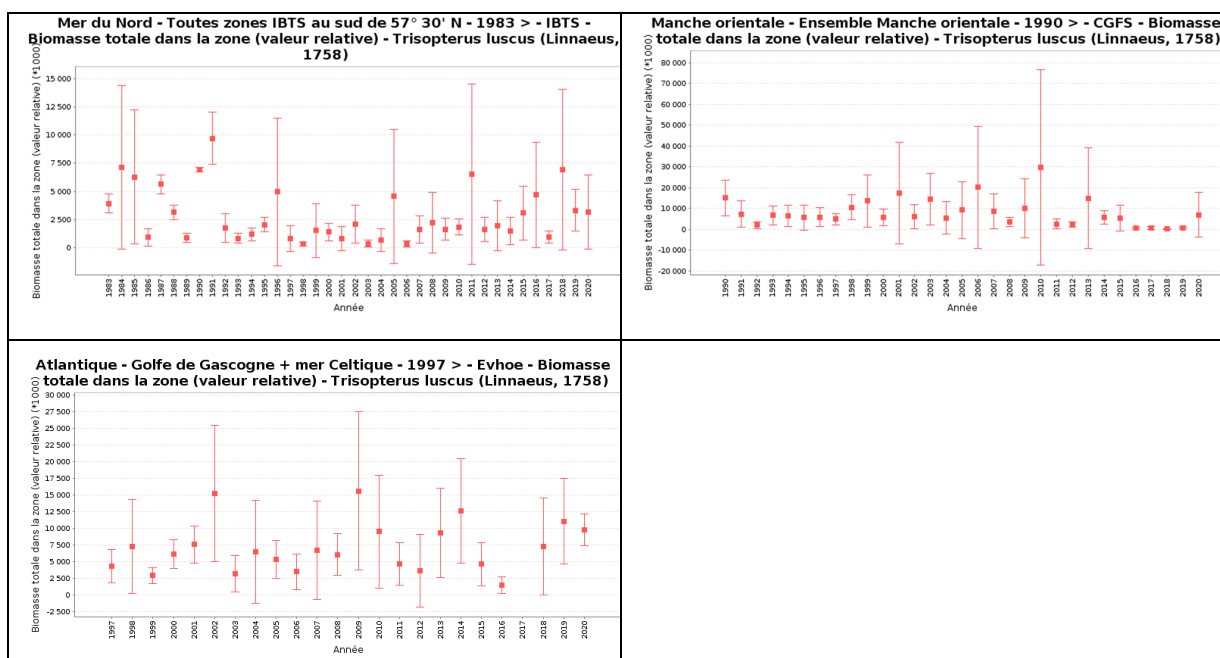 Mer du Nord - Toutes zones IBTS au sud de 57° 30' N - 1983 > - IBTS -
Biomasse totale dans la zone (valeur relative) - Trisopterus luscus (Linnaeus,
1758)
Biomasse totale dans la zone (valeur relative) (*1000)
15 000
12 500
10 000
7 500
5 000
2 500
0
1983 1984 1985 1986 1987 1988 1989 1990 1991 1992 1993 1994 1995 1996 1997 1998 1999 2000 2001 2002 2003 2004 2005 2006 2007 2008 2009 2010 2011 2012 2013 2014 2015 2016 2017 2018 2019 2020
Année
Manche orientale - Ensemble Manche orientale - 1990 > - CGFS - Biomasse
totale dans la zone (valeur relative) - Trisopterus luscus (Linnaeus, 1758)
Biomasse totale dans la zone (valeur relative) (*1000)
80 000
70 000
60 000
50 000
40 000
30 000
20 000
10 000
0
-10 000
-20 000
1990 1991 1992 1993 1994 1995 1996 1997 1998 1999 2000 2001 2002 2003 2004 2005 2006 2007 2008 2009 2010 2011 2012 2013 2014 2015 2016 2017 2018 2019 2020
Année
Atlantique - Golfe de Gascogne + mer Celtique - 1997 > - Evhoe - Biomasse
totale dans la zone (valeur relative) - Trisopterus luscus (Linnaeus, 1758)
Biomasse totale dans la zone (valeur relative) (*1000)
30 000
27 500
25 000
22 500
20 000
17 500
15 000
12 500
10 000
7 500
5 000
2 500
0
-2 500
1997 1998 1999 2000 2001 2002 2003 2004 2005 2006 2007 2008 2009 2010 2011 2012 2013 2014 2015 2016 2017 2018 2019 2020
Année